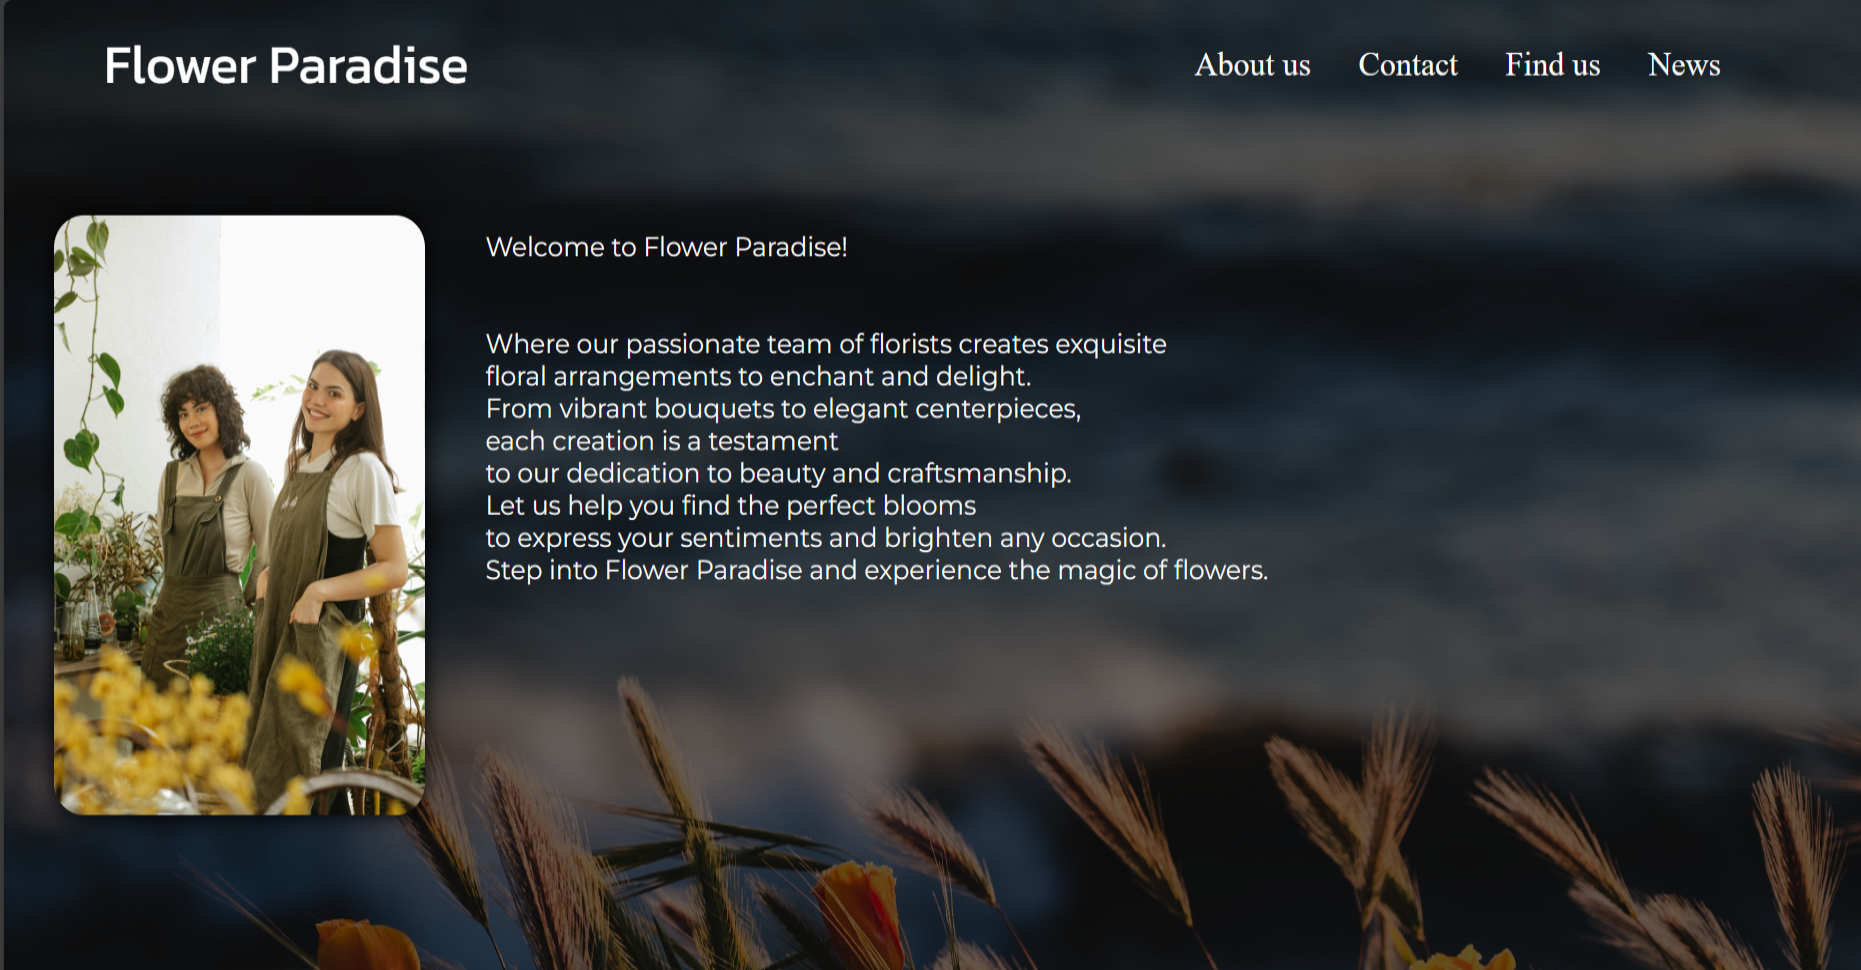 Flower Paradise
About us Contact Find us News
Welcome to Flower Paradise!
Where our passionate team of florists creates exquisite
floral arrangements to enchant and delight.
From vibrant bouquets to elegant centerpieces,
each creation is a testament
to our dedication to beauty and craftsmanship.
Let us help you find the perfect blooms
to express your sentiments and brighten any occasion.
Step into Flower Paradise and experience the magic of flowers.